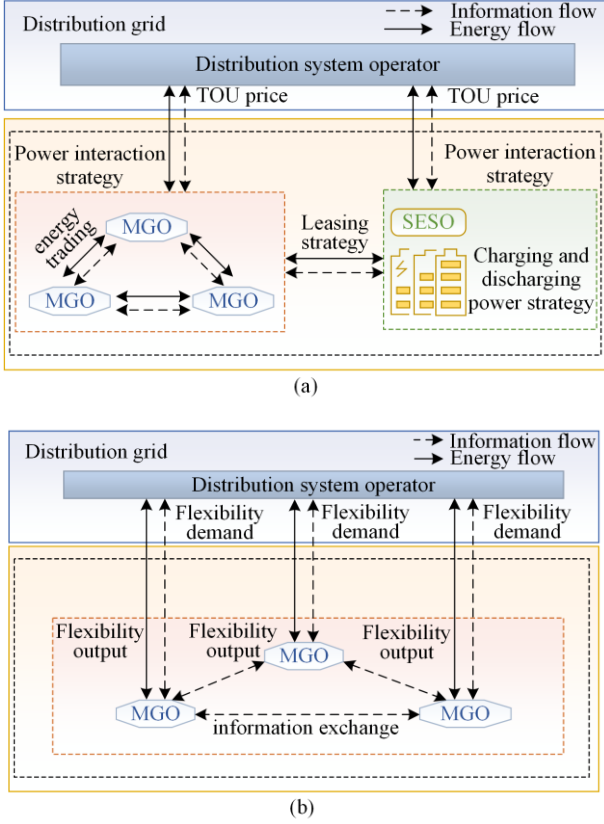 Distribution grid
Information flow
Energy flow
Distribution system operator
TOU price
TOU price
Power interaction
strategy
Power interaction
strategy
energy
trading
MGO
MGO
MGO
Leasing
strategy
SESO
Charging and
discharging
power strategy
(a)
Distribution grid
Information flow
Energy flow
Distribution system operator
Flexibility
demand
Flexibility
demand
Flexibility
demand
Flexibility
output
Flexibility
output
Flexibility
output
MGO
MGO
MGO
information exchange
(b)